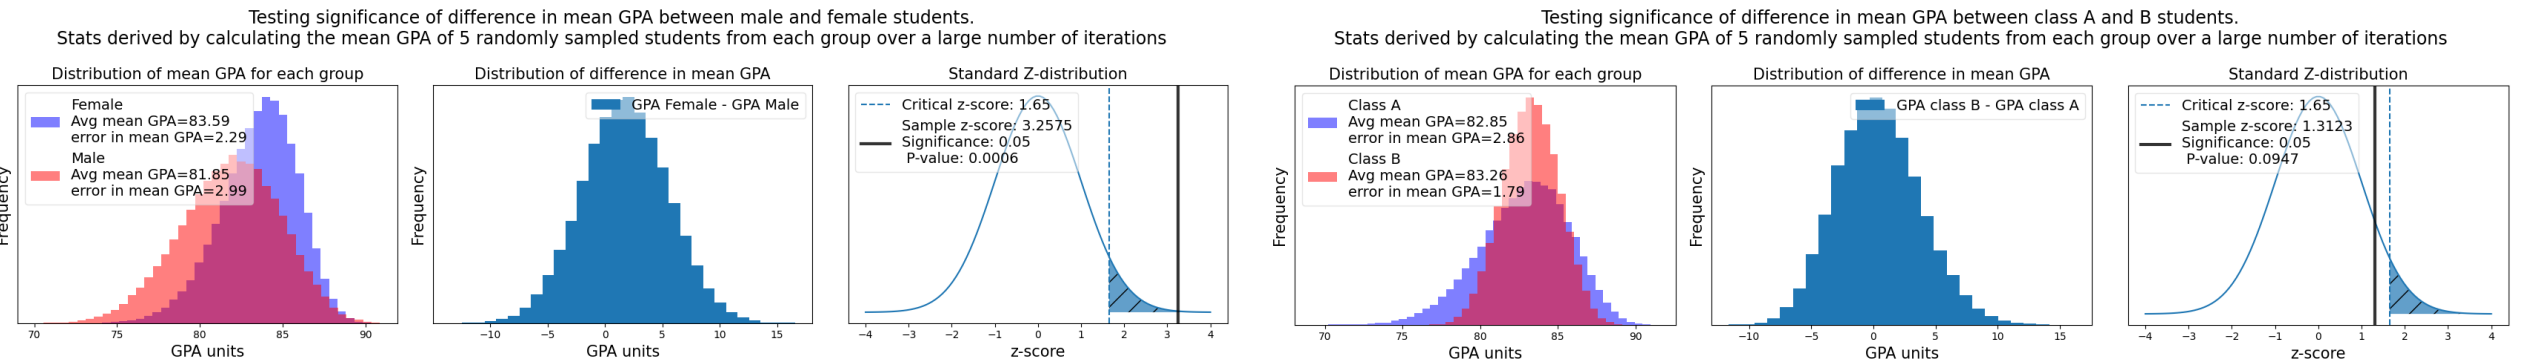 Testing significance of difference in mean GPA between male and female students.
Stats derived by calculating the mean GPA of 5 randomly sampled students from each group over a large number of iterations
Distribution of mean GPA for each group
Female
Avg mean GPA=83.59
error in mean GPA=2.29
Male
Avg mean GPA=81.85
error in mean GPA=2.99
Frequency
70 75 80 85 90
GPA units
Distribution of difference in mean GPA
GPA Female - GPA Male
Frequency
−10 −5 0 5 10 15
GPA units
Standard Z-distribution
Critical z-score: 1.65
Sample z-score: 3.2575
Significance: 0.05
P-value: 0.0006
−4 −3 −2 −1 0 1 2 3 4
z-score
Testing significance of difference in mean GPA between class A and B students.
Stats derived by calculating the mean GPA of 5 randomly sampled students from each group over a large number of iterations
Distribution of mean GPA for each group
Class A
Avg mean GPA=82.85
error in mean GPA=2.86
Class B
Avg mean GPA=83.26
error in mean GPA=1.79
Frequency
70 75 80 85 90
GPA units
Distribution of difference in mean GPA
GPA class B - GPA class A
Frequency
−10 −5 0 5 10 15
GPA units
Standard Z-distribution
Critical z-score: 1.65
Sample z-score: 1.3123
Significance: 0.05
P-value: 0.0947
−4 −3 −2 −1 0 1 2 3 4
z-score